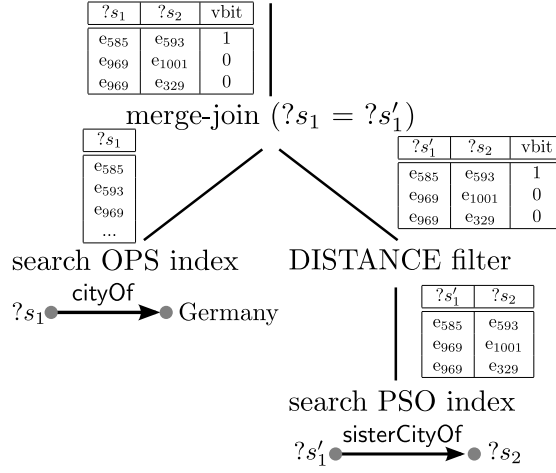 ?s₁ ?s₂ vbit
e₅₈₅ e₅₉₃ 1
e₉₆₉ e₁₀₀₁ 0
e₉₆₉ e₃₂₉ 0
merge-join (?s₁ = ?s′₁)
?s₁
e₅₈₅
e₅₉₃
e₉₆₉
...
?s′₁ ?s₂ vbit
e₅₈₅ e₅₉₃ 1
e₉₆₉ e₁₀₀₁ 0
e₉₆₉ e₃₂₉ 0
search OPS index
?s₁ cityOf Germany
DISTANCE filter
?s′₁ ?s₂
e₅₈₅ e₅₉₃
e₉₆₉ e₁₀₀₁
e₉₆₉ e₃₂₉
search PSO index
?s′₁ sisterCityOf ?s₂